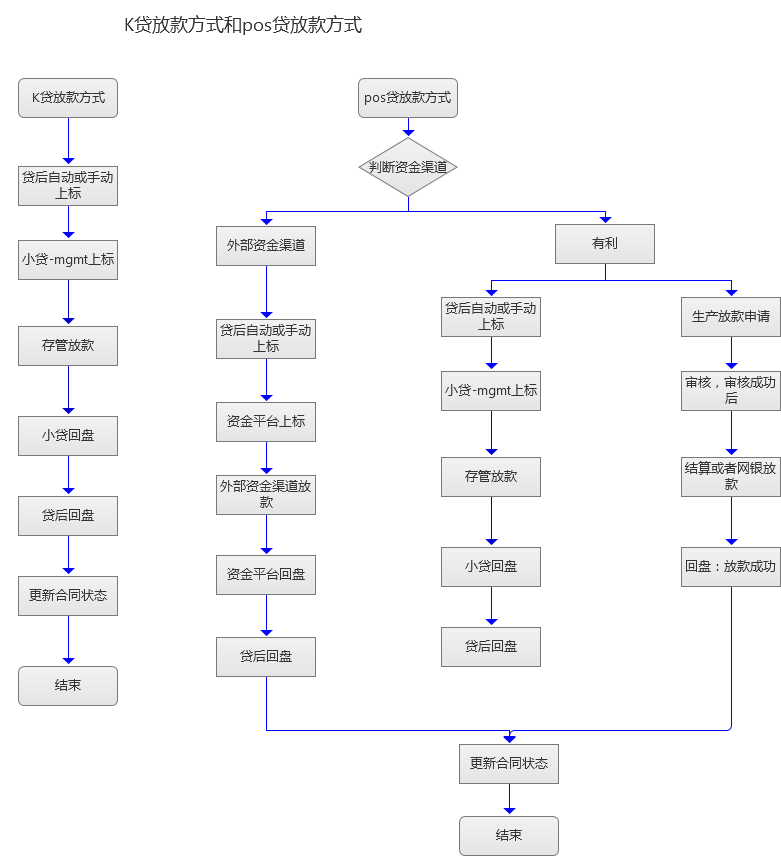 K贷放款方式和pos贷放款方式
K贷放款方式
贷后自动或手动
上标
小贷-mgmt上标
存管放款
小贷回盘
贷后回盘
更新合同状态
结束
pos贷放款方式
判断资金渠道
外部资金渠道
贷后自动或手动
上标
资金平台上标
外部资金渠道放
款
资金平台回盘
贷后回盘
有利
贷后自动或手动
上标
小贷-mgmt上标
存管放款
小贷回盘
贷后回盘
生产放款申请
审核，审核成功
后
结算或者网银放
款
回盘：放款成功
更新合同状态
结束